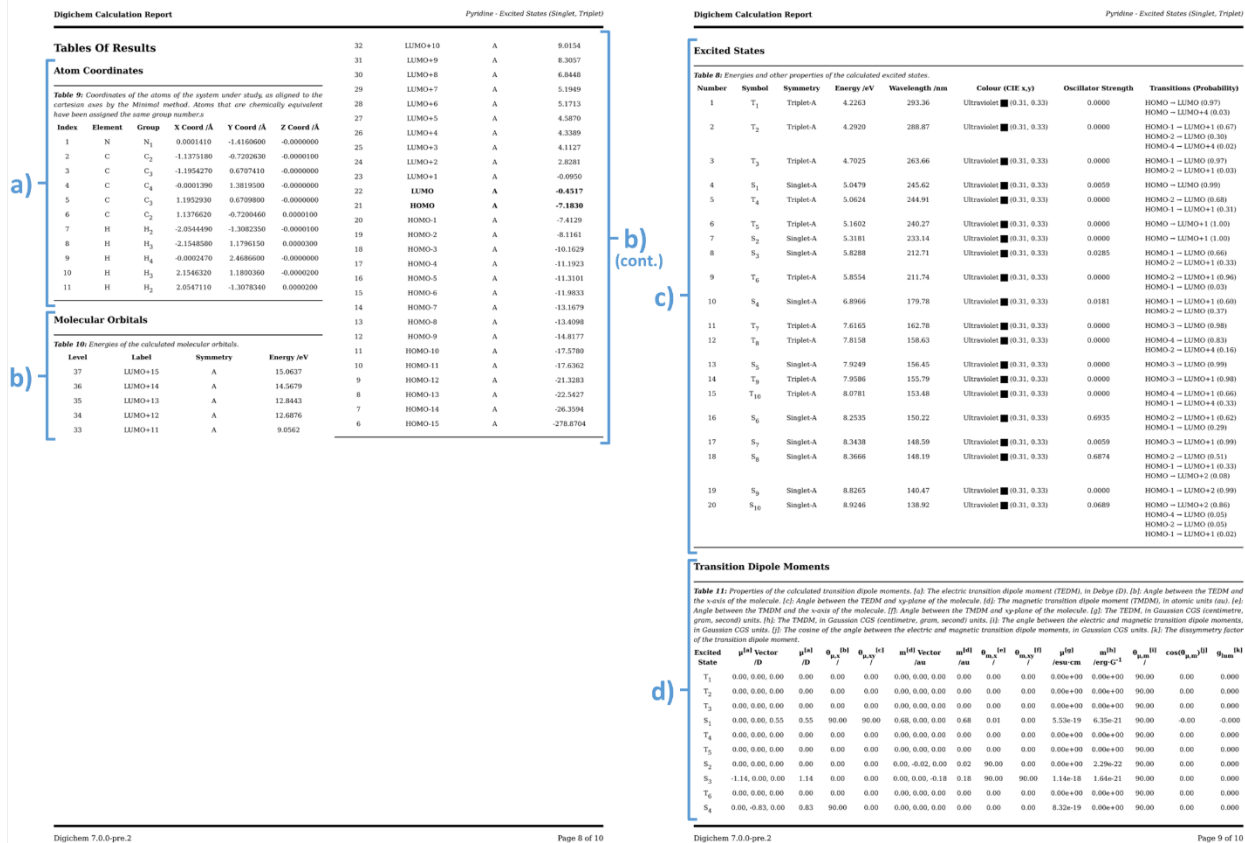 Digichem Calculation Report Pyridine - Excited States (Singlet, Triplet)
Tables Of Results
a)
Atom Coordinates
Table 9: Coordinates of the atoms of the system under study, as aligned to the
cartesian axes by the Minimal method. Atoms that are chemically equivalent
have been assigned the same group number.s
Index Element Group X Coord /Å Y Coord /Å Z Coord /Å
1 N N1 0.0001410 -1.4160600 -0.0000000
2 C C2 -1.1375180 -0.7202630 -0.0000100
3 C C3 -1.1954270 0.6707410 -0.0000000
4 C C4 -0.0001390 1.3819500 -0.0000000
5 C C3 1.1952930 0.6709800 -0.0000000
6 C C2 1.1376620 -0.7200460 0.0000100
7 H H2 -2.0544490 -1.3082350 -0.0000100
8 H H3 -2.1548580 1.1796150 0.0000300
9 H H4 -0.0002470 2.4686600 -0.0000000
10 H H3 2.1546320 1.1800360 -0.0000200
11 H H2 2.0547110 -1.3078340 0.0000200
b)
Molecular Orbitals
Table 10: Energies of the calculated molecular orbitals.
Level Label Symmetry Energy /eV
37 LUMO+15 A 15.0637
36 LUMO+14 A 14.5679
35 LUMO+13 A 12.8443
34 LUMO+12 A 12.6876
33 LUMO+11 A 9.0562
b)
(cont.)
32 LUMO+10 A 9.0154
31 LUMO+9 A 8.3057
30 LUMO+8 A 6.8448
29 LUMO+7 A 5.1949
28 LUMO+6 A 5.1713
27 LUMO+5 A 4.5870
26 LUMO+4 A 4.3389
25 LUMO+3 A 4.1127
24 LUMO+2 A 2.8281
23 LUMO+1 A -0.0950
22 LUMO A -0.4517
21 HOMO A -7.1830
20 HOMO-1 A -7.4129
19 HOMO-2 A -8.1161
18 HOMO-3 A -10.1629
17 HOMO-4 A -11.1923
16 HOMO-5 A -11.3101
15 HOMO-6 A -11.9833
14 HOMO-7 A -13.1679
13 HOMO-8 A -13.4098
12 HOMO-9 A -14.8177
11 HOMO-10 A -17.5780
10 HOMO-11 A -17.6362
9 HOMO-12 A -21.3283
8 HOMO-13 A -22.5427
7 HOMO-14 A -26.3594
6 HOMO-15 A -278.8704
Digichem 7.0.0-pre.2 Page 8 of 10
Digichem Calculation Report Pyridine - Excited States (Singlet, Triplet)
c)
Excited States
Table 8: Energies and other properties of the calculated excited states.
Number Symbol Symmetry Energy /eV Wavelength /nm Colour (CIE x,y) Oscillator Strength Transitions (Probability)
1 T1 Triplet-A 4.2263 293.36 Ultraviolet (0.31, 0.33) 0.0000 HOMO → LUMO (0.97)
HOMO-4 → LUMO+4 (0.03)
2 T2 Triplet-A 4.2920 288.87 Ultraviolet (0.31, 0.33) 0.0000 HOMO-1 → LUMO+1 (0.67)
HOMO-2 → LUMO (0.30)
HOMO-4 → LUMO+4 (0.02)
3 T3 Triplet-A 4.7025 263.66 Ultraviolet (0.31, 0.33) 0.0000 HOMO-1 → LUMO (0.97)
HOMO-2 → LUMO+1 (0.03)
4 S1 Singlet-A 5.0479 245.62 Ultraviolet (0.31, 0.33) 0.0059 HOMO → LUMO (0.99)
5 T4 Triplet-A 5.0624 244.91 Ultraviolet (0.31, 0.33) 0.0000 HOMO-2 → LUMO (0.68)
HOMO-1 → LUMO+1 (0.31)
6 T5 Triplet-A 5.1602 240.27 Ultraviolet (0.31, 0.33) 0.0000 HOMO → LUMO+1 (1.00)
7 S2 Singlet-A 5.3181 233.14 Ultraviolet (0.31, 0.33) 0.0000 HOMO → LUMO+1 (1.00)
8 S3 Singlet-A 5.8288 212.71 Ultraviolet (0.31, 0.33) 0.0285 HOMO-1 → LUMO (0.66)
HOMO-2 → LUMO+1 (0.33)
9 T6 Triplet-A 5.8554 211.74 Ultraviolet (0.31, 0.33) 0.0000 HOMO-2 → LUMO+1 (0.96)
HOMO-1 → LUMO (0.03)
10 S4 Singlet-A 6.8966 179.78 Ultraviolet (0.31, 0.33) 0.0181 HOMO-1 → LUMO+1 (0.60)
HOMO-2 → LUMO (0.37)
11 T7 Triplet-A 7.6165 162.78 Ultraviolet (0.31, 0.33) 0.0000 HOMO-3 → LUMO (0.98)
12 T8 Triplet-A 7.8158 158.63 Ultraviolet (0.31, 0.33) 0.0000 HOMO-4 → LUMO (0.83)
HOMO-2 → LUMO+4 (0.16)
13 S5 Singlet-A 7.9249 156.45 Ultraviolet (0.31, 0.33) 0.0000 HOMO-3 → LUMO (0.99)
14 T9 Triplet-A 7.9586 155.79 Ultraviolet (0.31, 0.33) 0.0000 HOMO-3 → LUMO+1 (0.98)
15 T10 Triplet-A 8.0781 153.48 Ultraviolet (0.31, 0.33) 0.0000 HOMO-4 → LUMO+1 (0.66)
HOMO-1 → LUMO+4 (0.33)
16 S6 Singlet-A 8.2535 150.22 Ultraviolet (0.31, 0.33) 0.6935 HOMO-2 → LUMO+1 (0.62)
HOMO-1 → LUMO (0.29)
17 S7 Singlet-A 8.3438 148.59 Ultraviolet (0.31, 0.33) 0.0059 HOMO-3 → LUMO+1 (0.99)
18 S8 Singlet-A 8.3666 148.19 Ultraviolet (0.31, 0.33) 0.6874 HOMO-2 → LUMO (0.51)
HOMO-1 → LUMO+1 (0.33)
HOMO → LUMO+2 (0.08)
19 S9 Singlet-A 8.8265 140.47 Ultraviolet (0.31, 0.33) 0.0000 HOMO-1 → LUMO+2 (0.99)
20 S10 Singlet-A 8.9246 138.92 Ultraviolet (0.31, 0.33) 0.0689 HOMO → LUMO+2 (0.86)
HOMO-4 → LUMO (0.05)
HOMO-2 → LUMO (0.05)
HOMO-1 → LUMO+1 (0.02)
d)
Transition Dipole Moments
Table 11: Properties of the calculated transition dipole moments. [a]: The electric transition dipole moment (TEDM), in Debye (D). [b]: Angle between the TEDM and
the x-axis of the molecule. [c]: Angle between the TEDM and xy-plane of the molecule. [d]: The magnetic transition dipole moment (TMDM), in atomic units (au). [e]:
Angle between the TMDM and the x-axis of the molecule. [f]: Angle between the TMDM and xy-plane of the molecule. [g]: The TEDM, in Gaussian CGS (centimetre,
gram, second) units. [h]: The TMDM, in Gaussian CGS (centimetre, gram, second) units. [i]: The angle between the electric and magnetic transition dipole moments,
in Gaussian CGS units. [j]: The cosine of the angle between the electric and magnetic transition dipole moments, in Gaussian CGS units. [k]: The dissymmetry factor
of the transition dipole moment.
Excited μ[a] Vector μ[a] θμ,x[b] θμ,xy[c] m[d] Vector m[d] θm,x[e] θm,xy[f] μ[g] m[h] θμ,m[i] cos(θμ,m)[j] glum[k]
State /D /D / / /au /au / / /esu·cm /erg·G-1 /
T1 0.00, 0.00, 0.00 0.00 0.00 0.00 0.00, 0.00, 0.00 0.00 0.00 0.00 0.00e+00 0.00e+00 90.00 0.00 0.000
T2 0.00, 0.00, 0.00 0.00 0.00 0.00 0.00, 0.00, 0.00 0.00 0.00 0.00 0.00e+00 0.00e+00 90.00 0.00 0.000
T3 0.00, 0.00, 0.00 0.00 0.00 0.00 0.00, 0.00, 0.00 0.00 0.00 0.00 0.00e+00 0.00e+00 90.00 0.00 0.000
S1 0.00, 0.00, 0.55 0.55 90.00 90.00 0.68, 0.00, 0.00 0.68 0.01 0.00 5.53e-19 6.35e-21 90.00 -0.00 -0.000
T4 0.00, 0.00, 0.00 0.00 0.00 0.00 0.00, 0.00, 0.00 0.00 0.00 0.00 0.00e+00 0.00e+00 90.00 0.00 0.000
T5 0.00, 0.00, 0.00 0.00 0.00 0.00 0.00, 0.00, 0.00 0.00 0.00 0.00 0.00e+00 0.00e+00 90.00 0.00 0.000
S2 0.00, 0.00, 0.00 0.00 0.00 0.00 0.00, -0.02, 0.00 0.02 90.00 0.00 0.00e+00 2.29e-22 90.00 0.00 0.000
S3 -1.14, 0.00, 0.00 1.14 0.00 0.00 0.00, 0.00, -0.18 0.18 90.00 90.00 1.14e-18 1.64e-21 90.00 0.00 0.000
T6 0.00, 0.00, 0.00 0.00 0.00 0.00 0.00, 0.00, 0.00 0.00 0.00 0.00 0.00e+00 0.00e+00 90.00 0.00 0.000
S4 0.00, -0.83, 0.00 0.83 90.00 0.00 0.00, 0.00, 0.00 0.00 0.00 0.00 8.32e-19 0.00e+00 90.00 0.00 0.000
Digichem 7.0.0-pre.2 Page 9 of 10